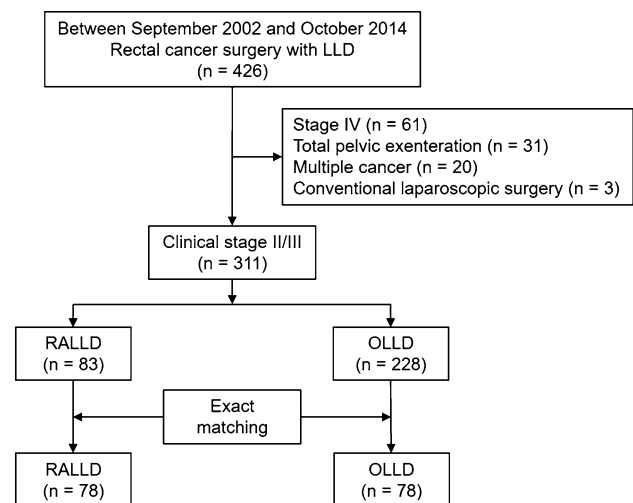 Between September 2002 and October 2014
Rectal cancer surgery with LLD
(n = 426)
Stage IV (n = 61)
Total pelvic exenteration (n = 31)
Multiple cancer (n = 20)
Conventional laparoscopic surgery (n = 3)
Clinical stage II/III
(n = 311)
RALLD
(n = 83)
OLLD
(n = 228)
Exact
matching
RALLD
(n = 78)
OLLD
(n = 78)